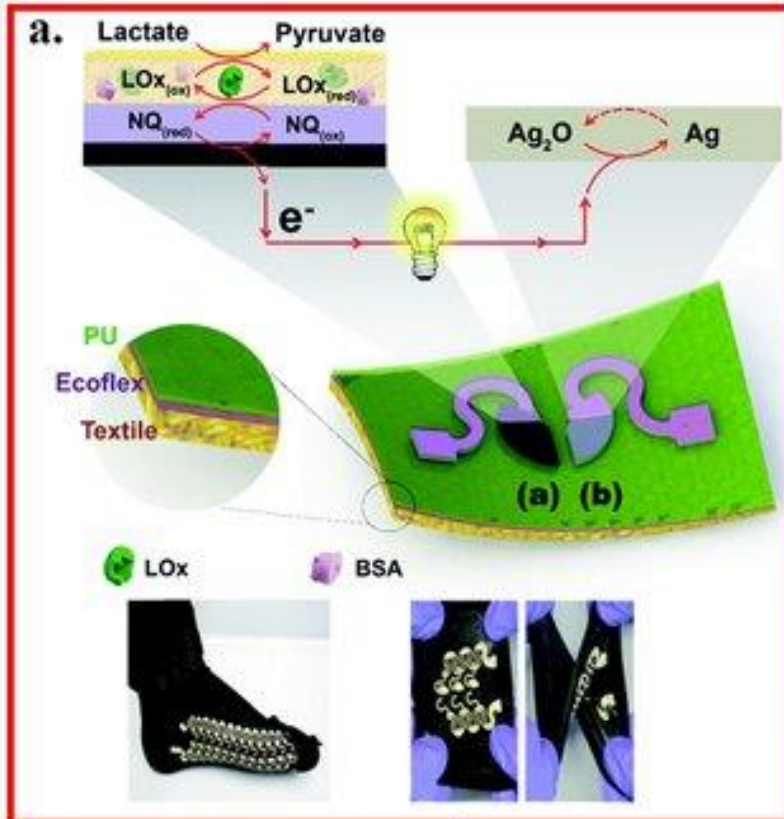 a.
Lactate Pyruvate
LOx(ox) LOx(red)
NQ(red) NQ(ox)
Ag2O Ag
e-
PU
Ecoflex
Textile
(a) (b)
LOx BSA